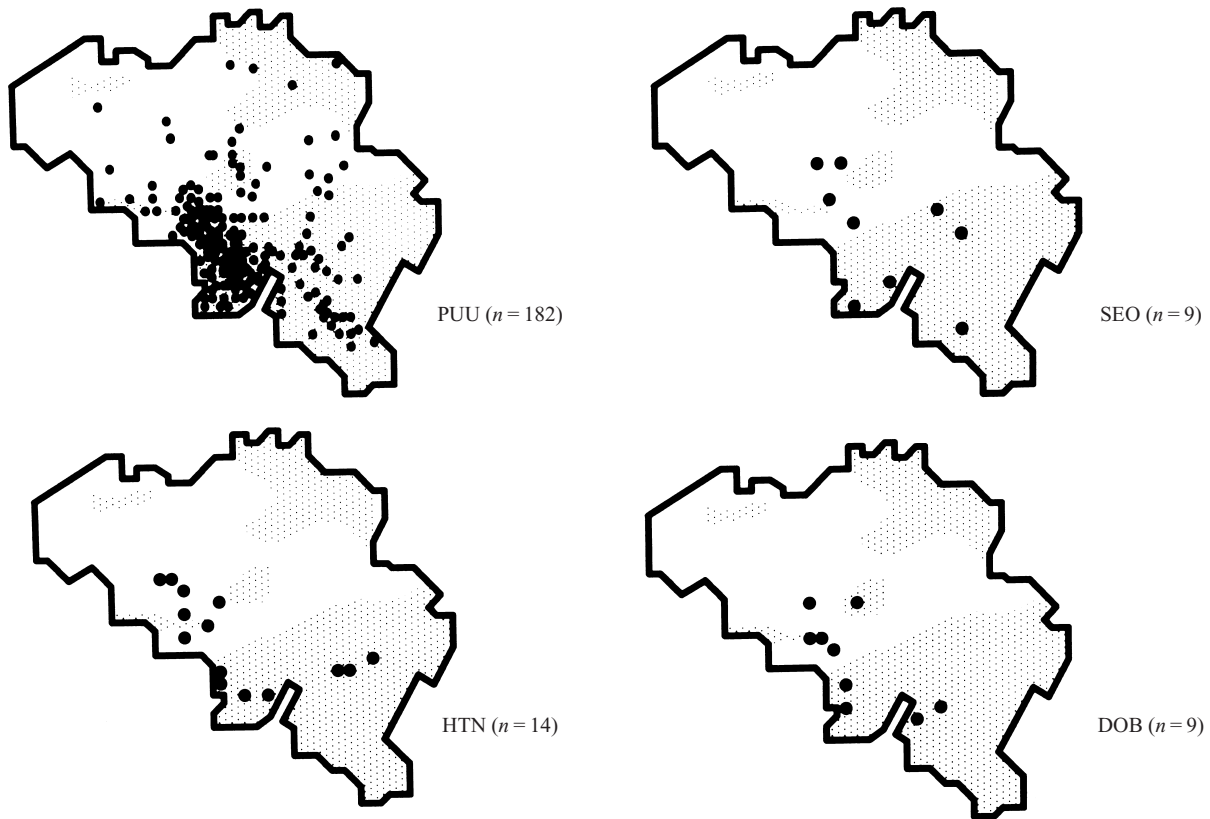 PUU (n = 182)
SEO (n = 9)
HTN (n = 14)
DOB (n = 9)